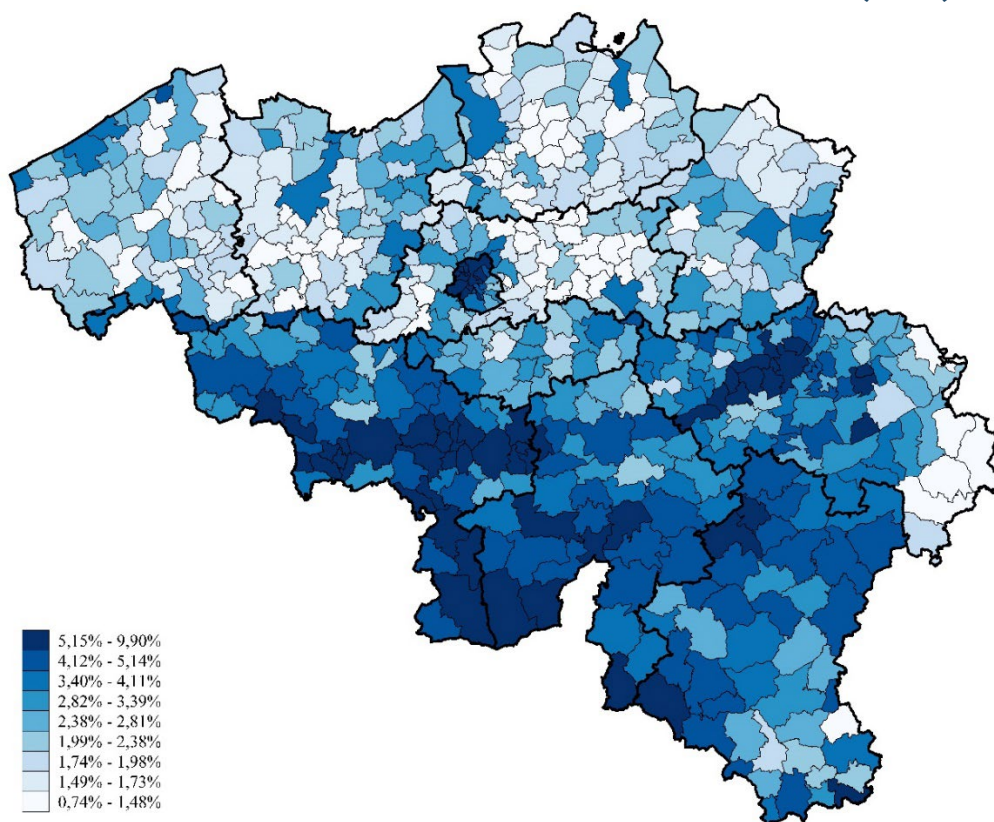 5,15% - 9,90%
4,12% - 5,14%
3,40% - 4,11%
2,82% - 3,39%
2,38% - 2,81%
1,99% - 2,38%
1,74% - 1,98%
1,49% - 1,73%
0,74% - 1,48%